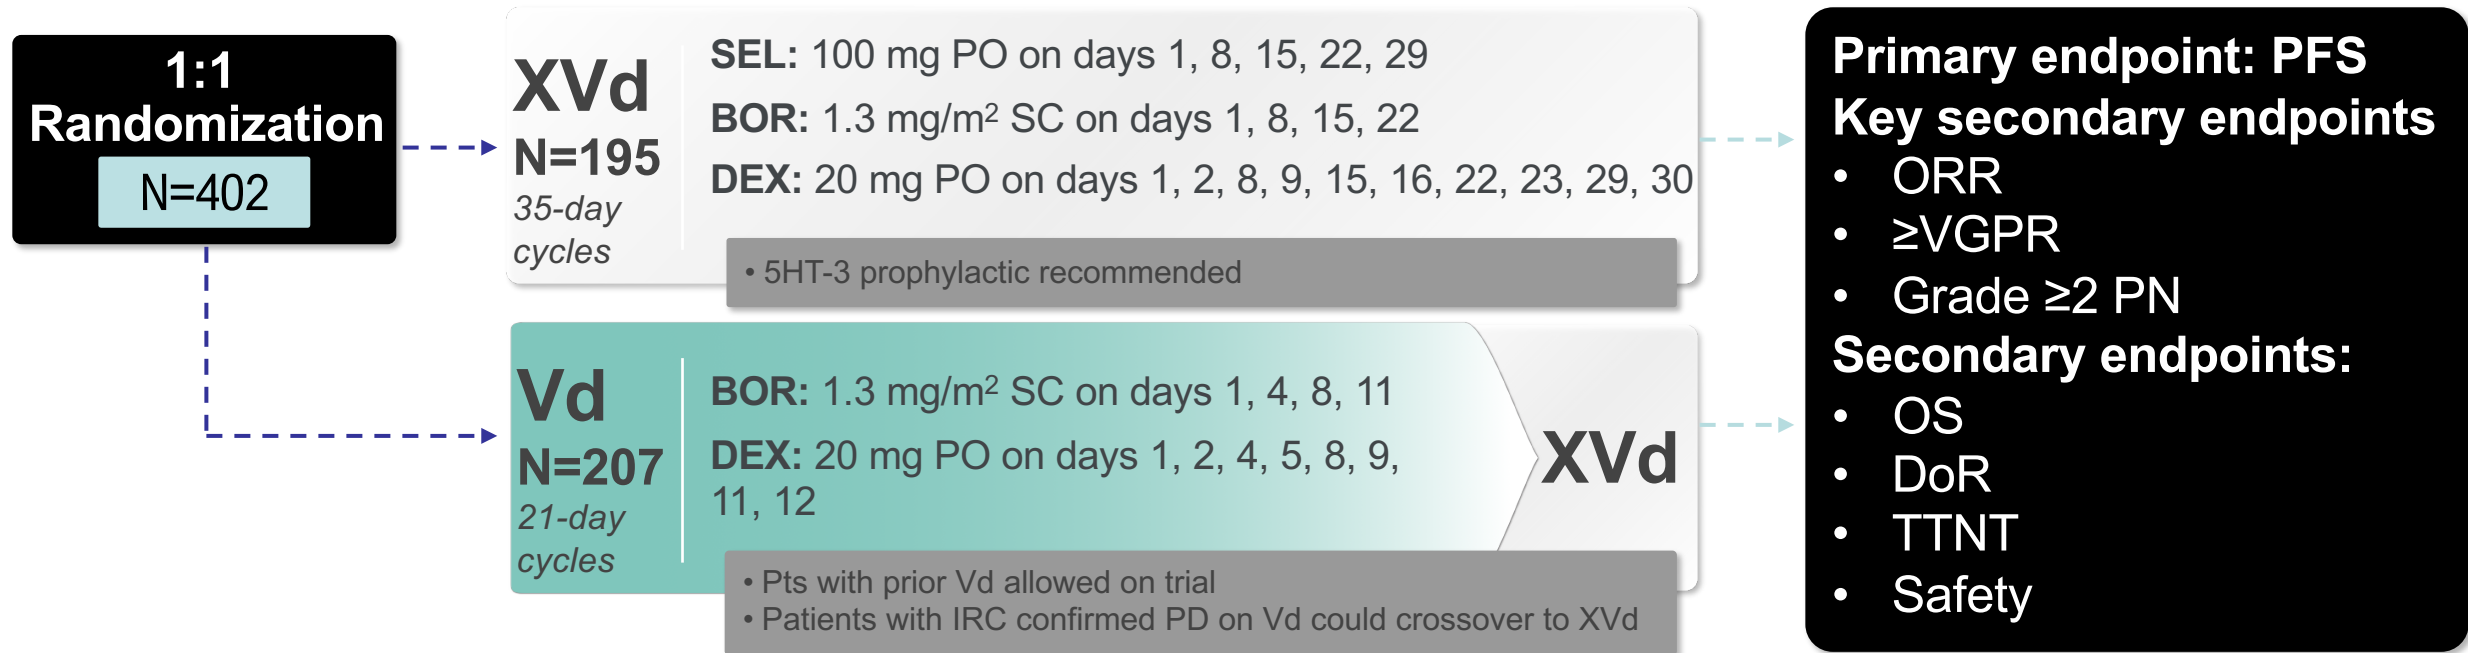 1:1
Randomization
N=402
XVd
N=195
35-day
cycles
SEL: 100 mg PO on days 1, 8, 15, 22, 29
BOR: 1.3 mg/m² SC on days 1, 8, 15, 22
DEX: 20 mg PO on days 1, 2, 8, 9, 15, 16, 22, 23, 29, 30
• 5HT-3 prophylactic recommended
Vd
N=207
21-day
cycles
BOR: 1.3 mg/m² SC on days 1, 4, 8, 11
DEX: 20 mg PO on days 1, 2, 4, 5, 8, 9,
11, 12
XVd
• Pts with prior Vd allowed on trial
• Patients with IRC confirmed PD on Vd could crossover to XVd
Primary endpoint: PFS
Key secondary endpoints
• ORR
• ≥VGPR
• Grade ≥2 PN
Secondary endpoints:
• OS
• DoR
• TTNT
• Safety